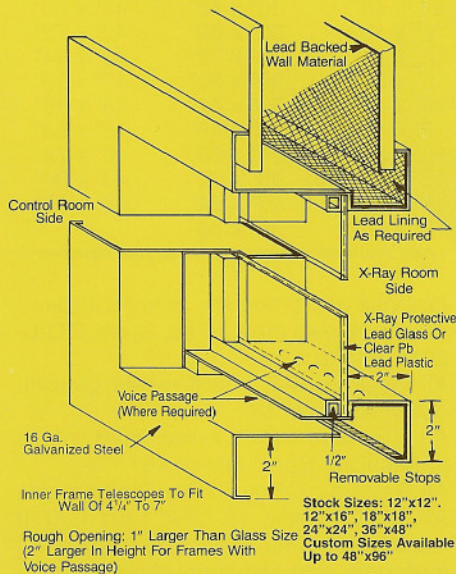 Lead Backed
Wall Material
Control Room
Side
Lead Lining
As Required
X-Ray Room
Side
X-Ray Protective
Lead Glass Or
Clear Pb
Lead Plastic
2"
Voice Passage
(Where Required)
16 Ga.
Galvanized Steel
2"
1/2"
2"
Removable Stops
Inner Frame Telescopes To Fit
Wall Of 4¼" To 7"
Stock Sizes: 12"x12".
12"x16", 18"x18",
24"x24", 36"x48"
Custom Sizes Available
Up to 48"x96"
Rough Opening: 1" Larger Than Glass Size
(2" Larger In Height For Frames With
Voice Passage)